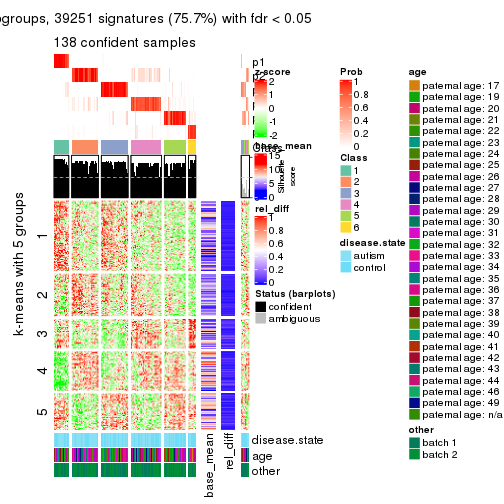 groups, 39251 signatures (75.7%) with fdr < 0.05
138 confident samples
p1
p2
z-score
2
1
0
-1
-2
Class
base_mean
15
10
5
0
Silhouette
score
rel_diff
1
0.8
0.6
0.4
0.2
0
Status (barplots)
confident
ambiguous
Prob
1
0.8
0.6
0.4
0.2
0
Class
1
2
3
4
5
6
disease.state
autism
control
age
paternal age: 17
paternal age: 19
paternal age: 20
paternal age: 21
paternal age: 22
paternal age: 23
paternal age: 24
paternal age: 25
paternal age: 26
paternal age: 27
paternal age: 28
paternal age: 29
paternal age: 30
paternal age: 31
paternal age: 32
paternal age: 33
paternal age: 34
paternal age: 35
paternal age: 36
paternal age: 37
paternal age: 38
paternal age: 39
paternal age: 40
paternal age: 41
paternal age: 42
paternal age: 43
paternal age: 44
paternal age: 46
paternal age: 49
paternal age: n/a
other
batch 1
batch 2
k-means with 5 groups
1
2
3
4
5
disease.state
age
other
base_mean
rel_diff